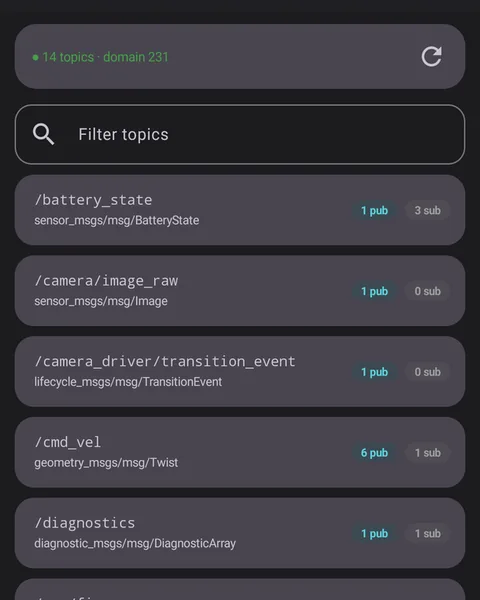 ● 14 topics · domain 231
Filter topics
/battery_state
sensor_msgs/msg/BatteryState
1 pub
3 sub
/camera/image_raw
sensor_msgs/msg/Image
1 pub
0 sub
/camera_driver/transition_event
lifecycle_msgs/msg/TransitionEvent
1 pub
0 sub
/cmd_vel
geometry_msgs/msg/Twist
6 pub
1 sub
/diagnostics
diagnostic_msgs/msg/DiagnosticArray
1 pub
1 sub